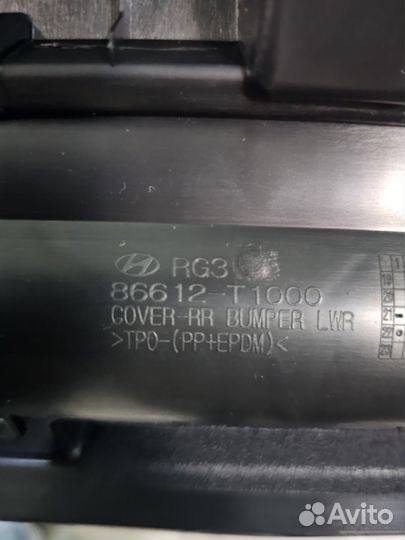 RG3
86612-T1000
COVER-RR BUMPER LWR
>TPO-(PP+EPDM)<
Avito